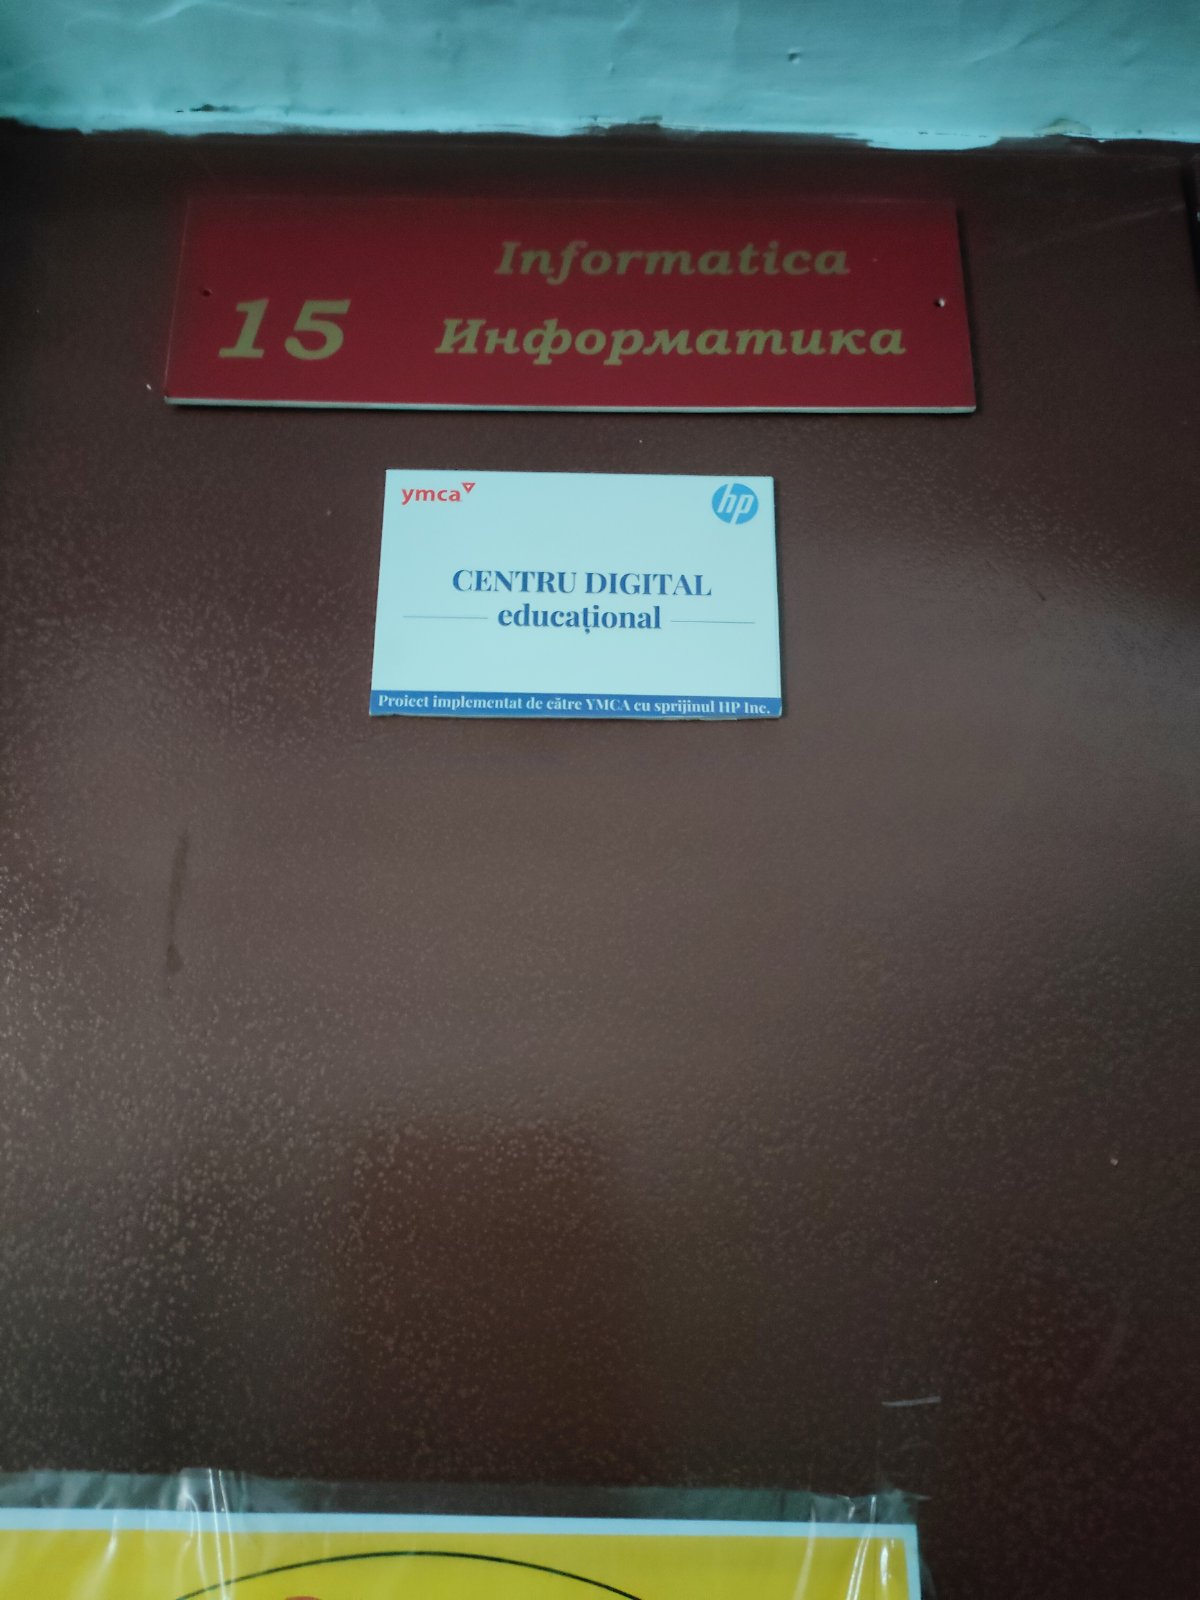 Informatica
15 Информатика
ymca hp
CENTRU DIGITAL
educațional
Proiect implementat de către YMCA cu sprijinul HP Inc.